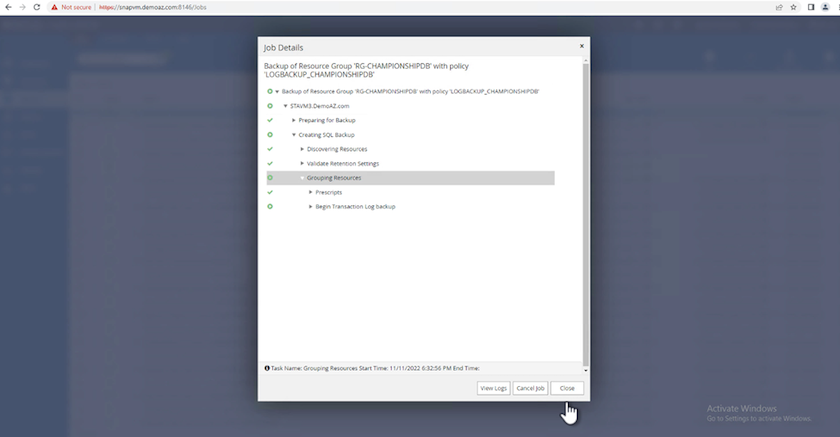 Not secure
https://snapvm.demoaz.com:8146/Jobs
Job Details
×
Backup of Resource Group 'RG-CHAMPIONSHIPDB' with policy
'LOGBACKUP_CHAMPIONSHIPDB'
Backup of Resource Group 'RG-CHAMPIONSHIPDB' with policy 'LOGBACKUP_CHAMPIONSHIPDB'
STAVM3.DemoAZ.com
Preparing for Backup
Creating SQL Backup
Discovering Resources
Validate Retention Settings
Grouping Resources
Prescripts
Begin Transaction Log backup
Task Name: Grouping Resources Start Time: 11/11/2022 6:32:56 PM End Time:
View Logs
Cancel Job
Close
Activate Windows
Go to Settings to activate Windows.